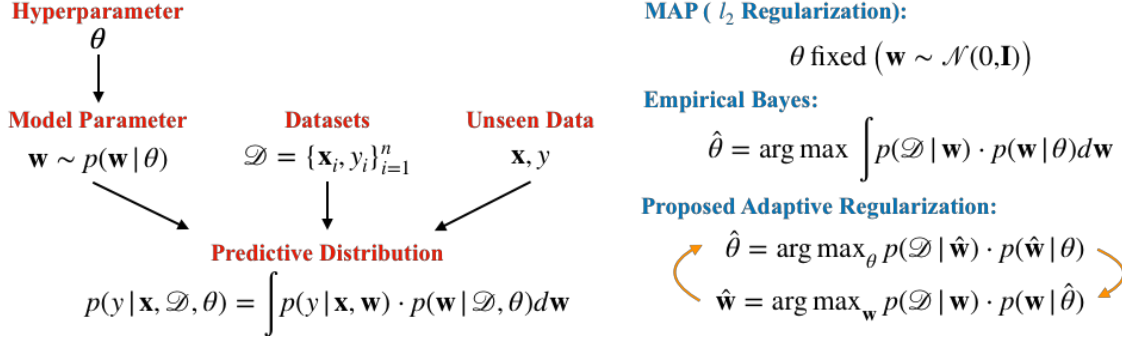 Hyperparameter
θ
Model Parameter
w ~ p(w|θ)
Datasets
𝒟 = {x_i, y_i}_{i=1}^n
Unseen Data
x, y
Predictive Distribution
p(y|x, 𝒟, θ) = ∫ p(y|x, w) · p(w|𝒟, θ)dw
MAP ( l_2 Regularization):
θ fixed (w ~ 𝒩(0,I))
Empirical Bayes:
θ̂ = arg max ∫ p(𝒟|w) · p(w|θ)dw
Proposed Adaptive Regularization:
θ̂ = arg max_θ p(𝒟|ŵ) · p(ŵ|θ)
ŵ = arg max_w p(𝒟|w) · p(w|θ̂)